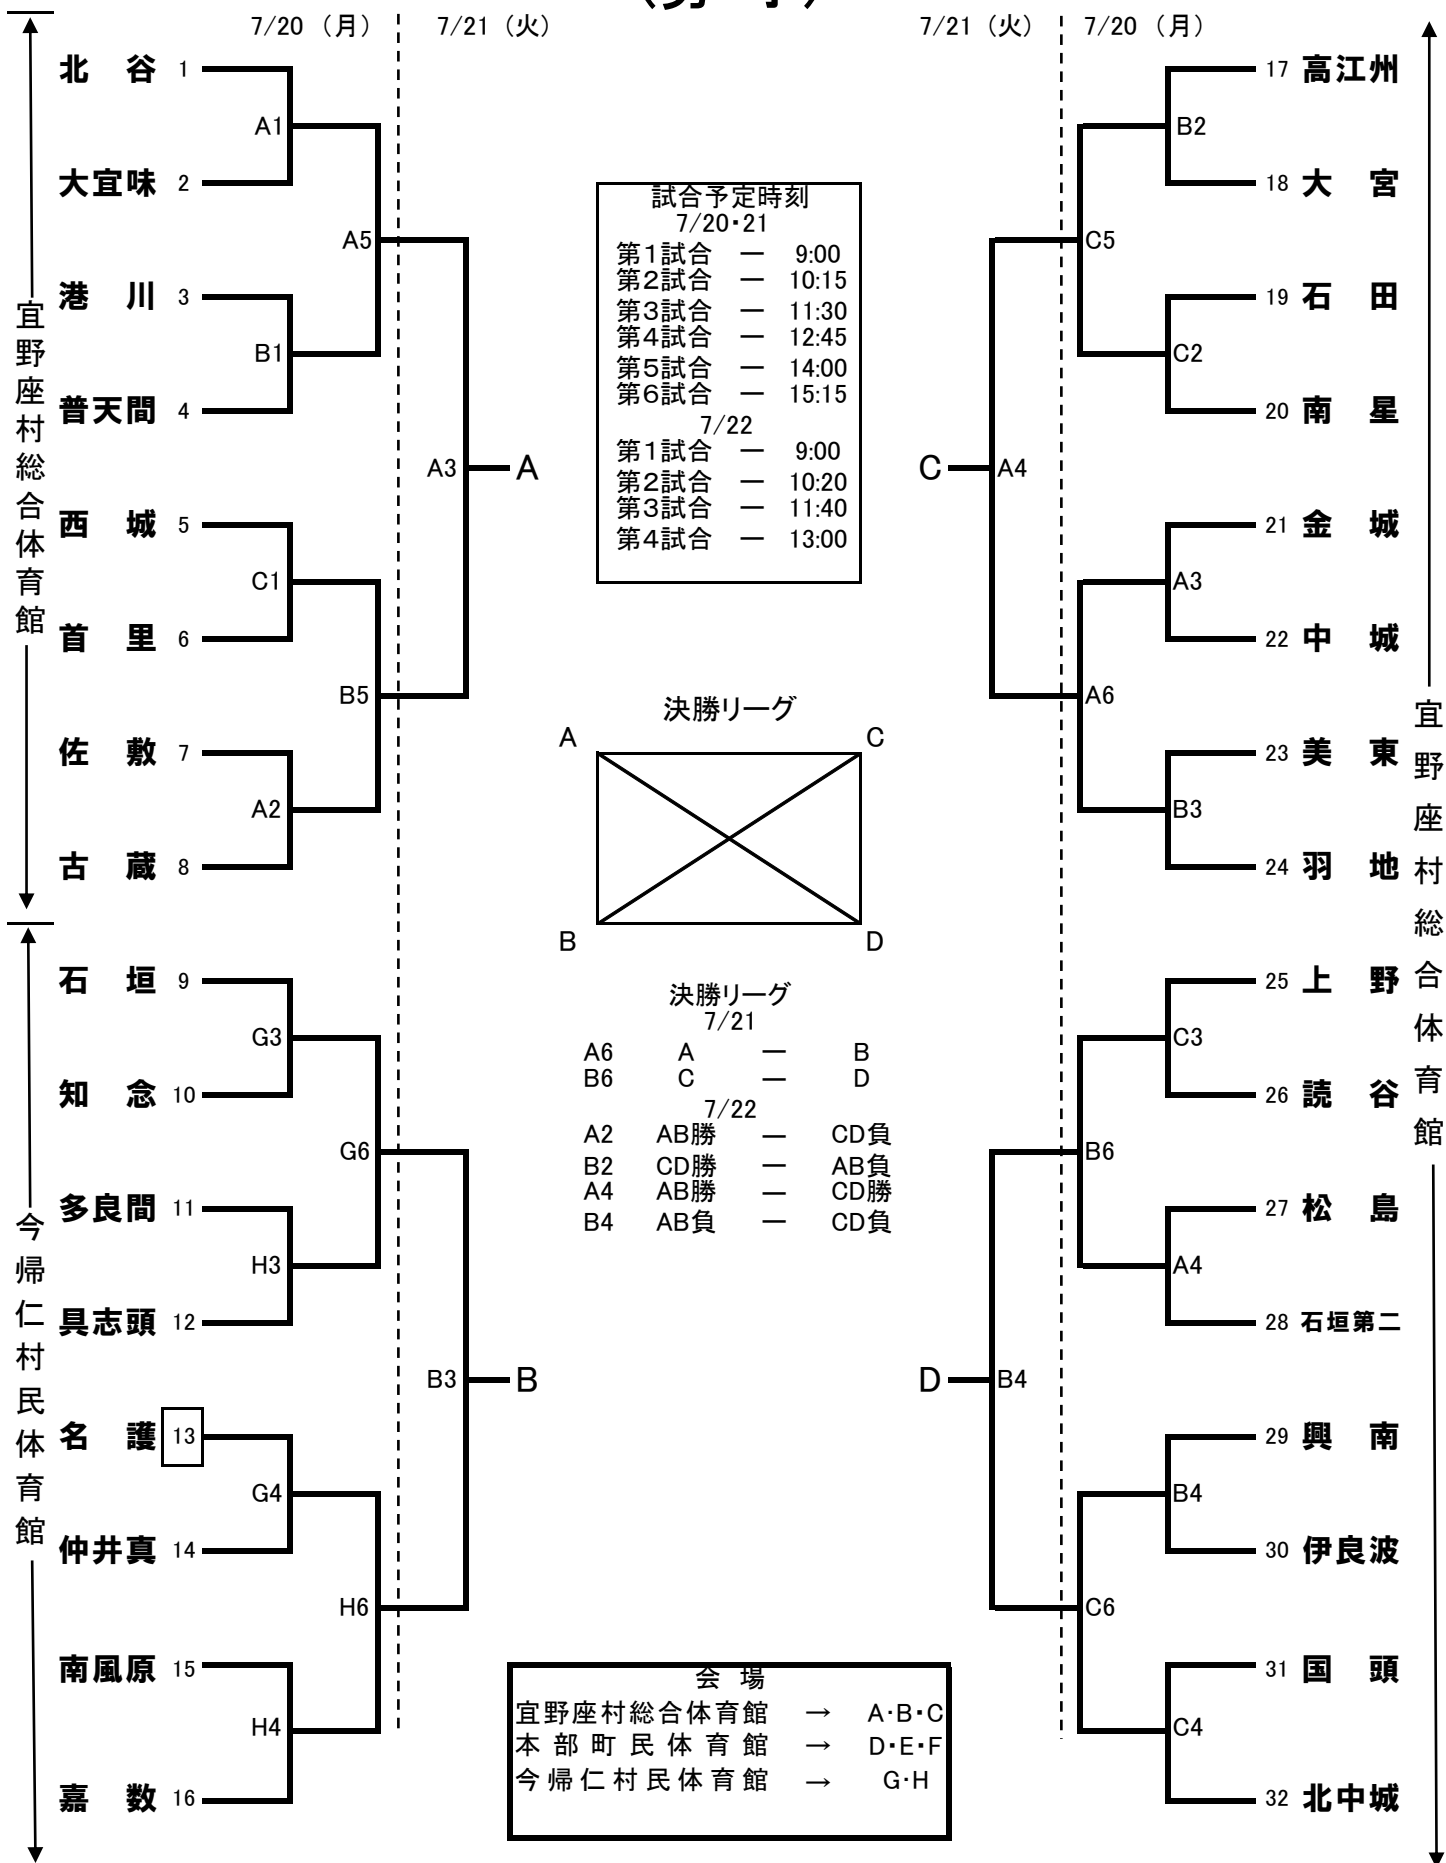 7/20（月）
7/21（火）
7/21（火）
7/20（月）
宜野座村総合体育館
北　谷 1
A1
大宜味 2
A5
港　川 3
B1
普天間 4
A3
A
西　城 5
C1
首　里 6
B5
佐　敷 7
A2
古　蔵 8
今帰仁村民体育館
石　垣 9
G3
知　念 10
G6
多良間 11
H3
具志頭 12
B3
B
名　護 13
G4
仲井真 14
H6
南風原 15
H4
嘉　数 16
試合予定時刻
7/20・21
第1試合 ー 9:00
第2試合 ー 10:15
第3試合 ー 11:30
第4試合 ー 12:45
第5試合 ー 14:00
第6試合 ー 15:15
7/22
第1試合 ー 9:00
第2試合 ー 10:20
第3試合 ー 11:40
第4試合 ー 13:00
決勝リーグ
A C
B D
決勝リーグ
7/21
A6 A ー B
B6 C ー D
7/22
A2 AB勝 ー CD負
B2 CD勝 ー AB負
A4 AB勝 ー CD勝
B4 AB負 ー CD負
会 場
宜野座村総合体育館 → A・B・C
本部町民体育館 → D・E・F
今帰仁村民体育館 → G・H
17 高江州
B2
18 大　宮
C5
19 石　田
C2
20 南　星
C
A4
21 金　城
A3
22 中　城
A6
23 美　東
B3
24 羽　地
25 上　野
C3
26 読　谷
B6
27 松　島
A4
28 石垣第二
D
B4
29 興　南
B4
30 伊良波
C6
31 国　頭
C4
32 北中城
宜野座村総合体育館